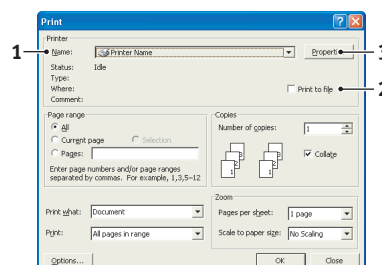 Print
Printer
1 Name: Printer Name Properti 3
Status: Idle
Type:
Where: Print to file 2
Comment:
Page range
All
Current page Selection
Pages:
Enter page numbers and/or page ranges
separated by commas. For example, 1,3,5–12
Copies
Number of copies: 1
Collate
Print what: Document
Print: All pages in range
Zoom
Pages per sheet: 1 page
Scale to paper size: No Scaling
Options... OK Close